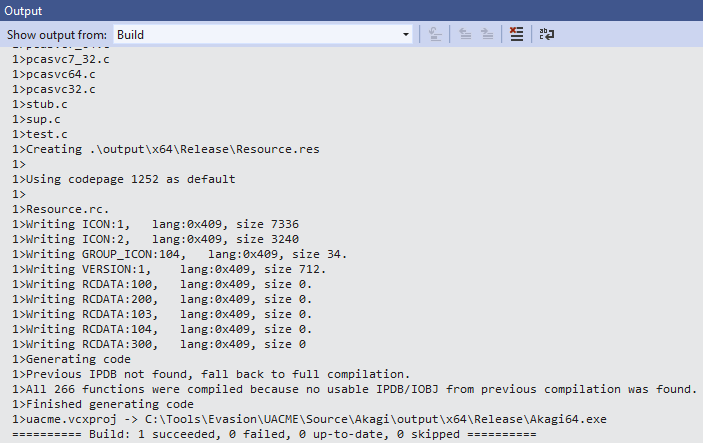 Output
Show output from: Build
1>pcasvc7_32.c
1>pcasvc64.c
1>pcasvc32.c
1>stub.c
1>sup.c
1>test.c
1>Creating .\output\x64\Release\Resource.res
1>
1>Using codepage 1252 as default
1>
1>Resource.rc.
1>Writing ICON:1,   lang:0x409, size 7336
1>Writing ICON:2,   lang:0x409, size 3240
1>Writing GROUP_ICON:104,   lang:0x409, size 34.
1>Writing VERSION:1,    lang:0x409, size 712.
1>Writing RCDATA:100,   lang:0x409, size 0.
1>Writing RCDATA:200,   lang:0x409, size 0.
1>Writing RCDATA:103,   lang:0x409, size 0.
1>Writing RCDATA:104,   lang:0x409, size 0.
1>Writing RCDATA:300,   lang:0x409, size 0
1>Generating code
1>Previous IPDB not found, fall back to full compilation.
1>All 266 functions were compiled because no usable IPDB/IOBJ from previous compilation was found.
1>Finished generating code
1>uacme.vcxproj -> C:\Tools\Evasion\UACME\Source\Akagi\output\x64\Release\Akagi64.exe
========== Build: 1 succeeded, 0 failed, 0 up-to-date, 0 skipped ==========